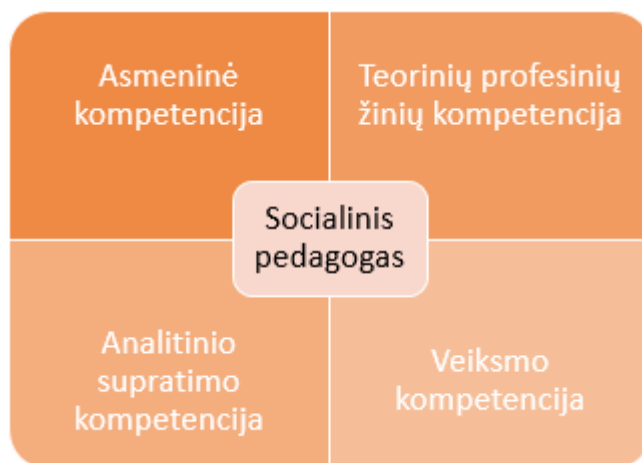 Asmeninė
kompetencija
Teorinių profesinių
žinių kompetencija
Socialinis
pedagogas
Analitinio
supratimo
kompetencija
Veiksmo
kompetencija